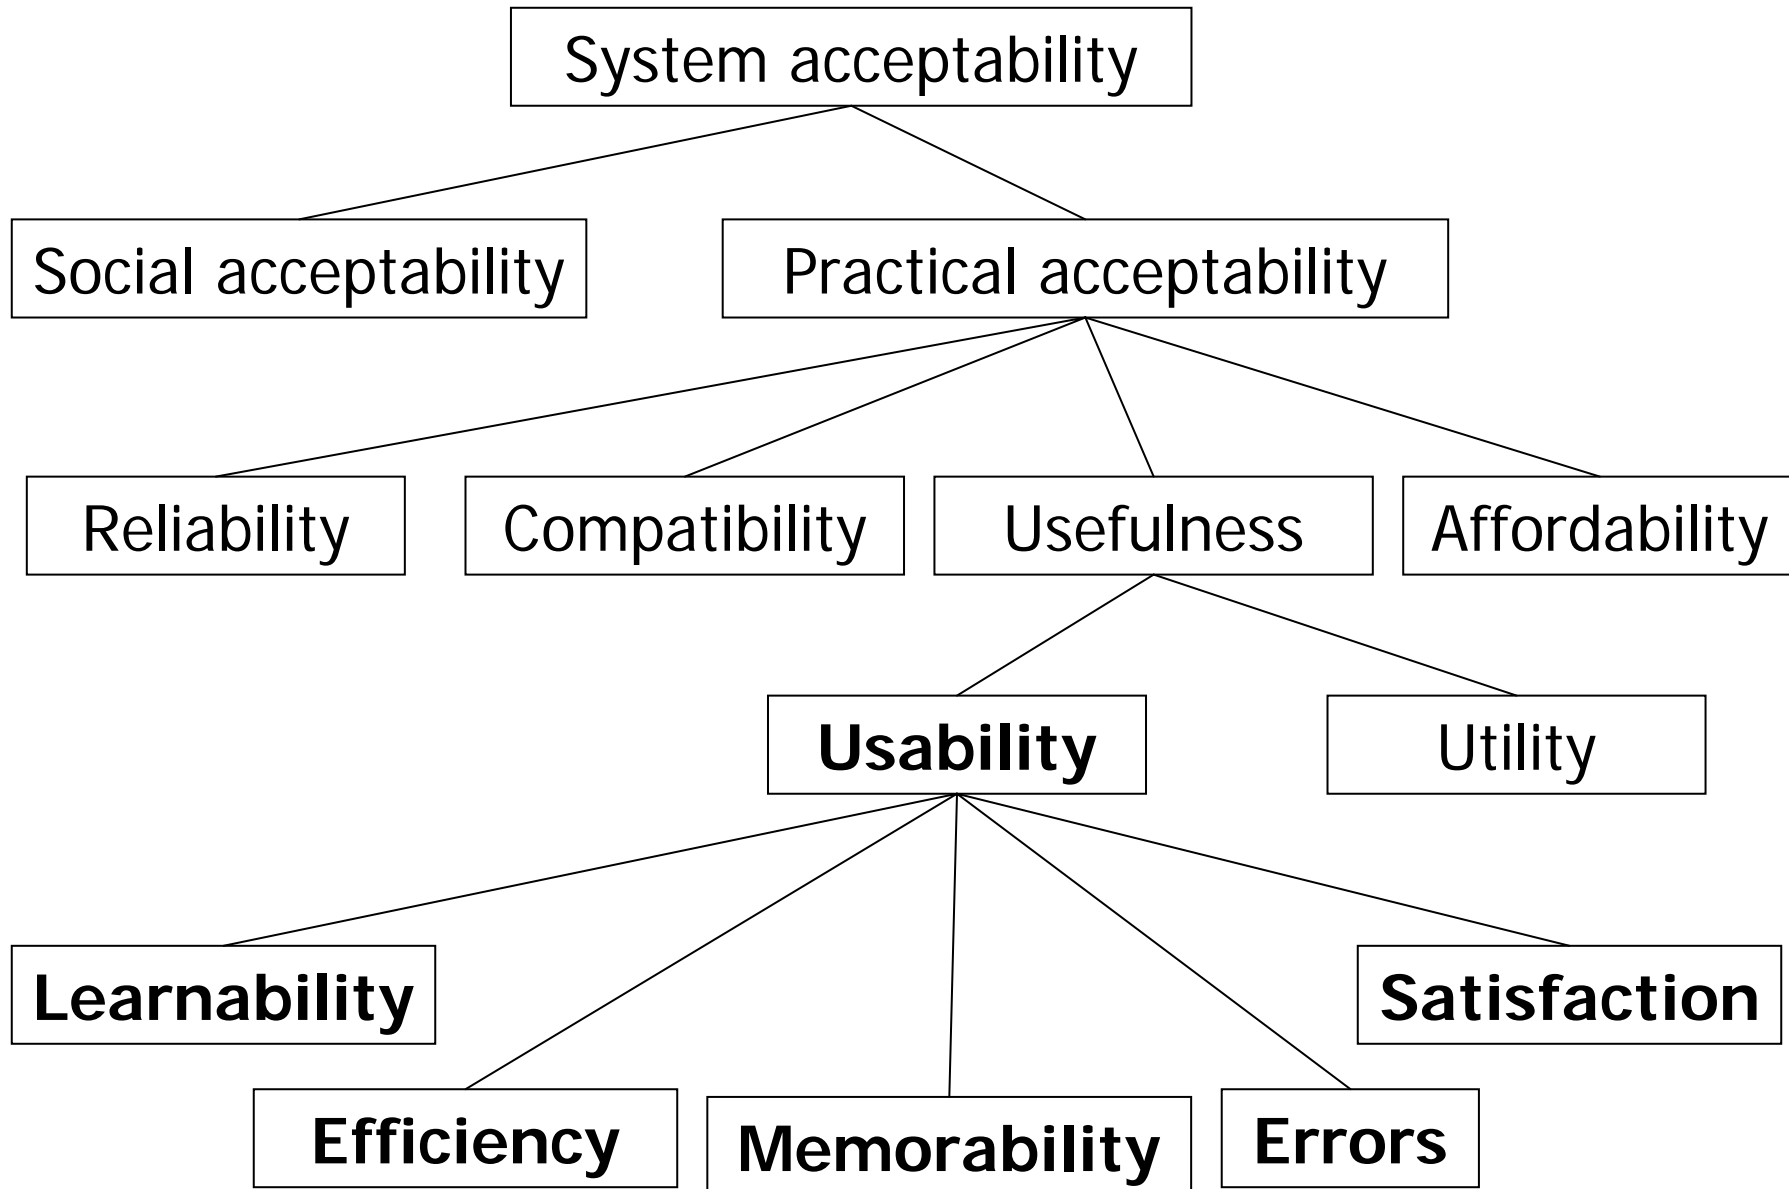 System acceptability
Social acceptability
Practical acceptability
Reliability
Compatibility
Usefulness
Affordability
Usability
Utility
Learnability
Satisfaction
Efficiency
Memorability
Errors